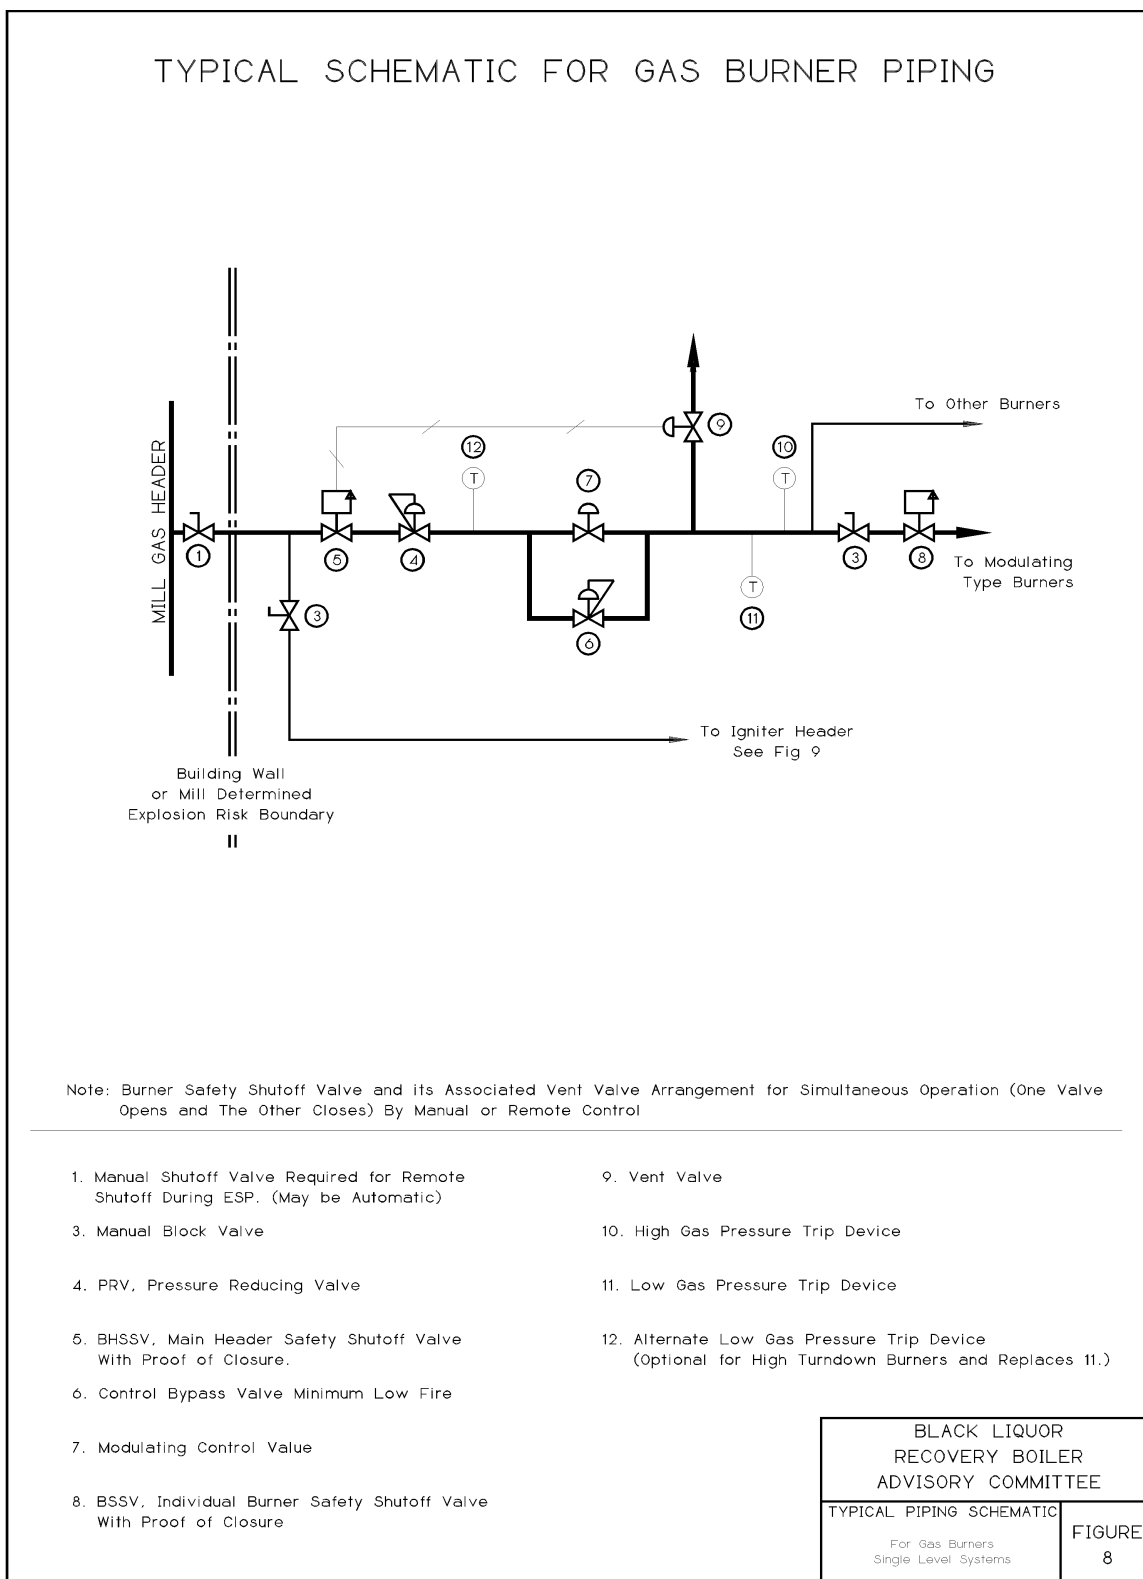 TYPICAL SCHEMATIC FOR GAS BURNER PIPING
To Other Burners
9
12
10
T
T
7
MILL GAS HEADER
1
5
4
3
8
To Modulating
Type Burners
T
11
3
6
To Igniter Header
See Fig 9
Building Wall
or Mill Determined
Explosion Risk Boundary
Note: Burner Safety Shutoff Valve and its Associated Vent Valve Arrangement for Simultaneous Operation (One Valve
Opens and The Other Closes) By Manual or Remote Control
1. Manual Shutoff Valve Required for Remote
Shutoff During ESP. (May be Automatic)
3. Manual Block Valve
4. PRV, Pressure Reducing Valve
5. BHSSV, Main Header Safety Shutoff Valve
With Proof of Closure.
6. Control Bypass Valve Minimum Low Fire
7. Modulating Control Value
8. BSSV, Individual Burner Safety Shutoff Valve
With Proof of Closure
9. Vent Valve
10. High Gas Pressure Trip Device
11. Low Gas Pressure Trip Device
12. Alternate Low Gas Pressure Trip Device
(Optional for High Turndown Burners and Replaces 11.)
BLACK LIQUOR
RECOVERY BOILER
ADVISORY COMMITTEE
TYPICAL PIPING SCHEMATIC
For Gas Burners
Single Level Systems
FIGURE
8